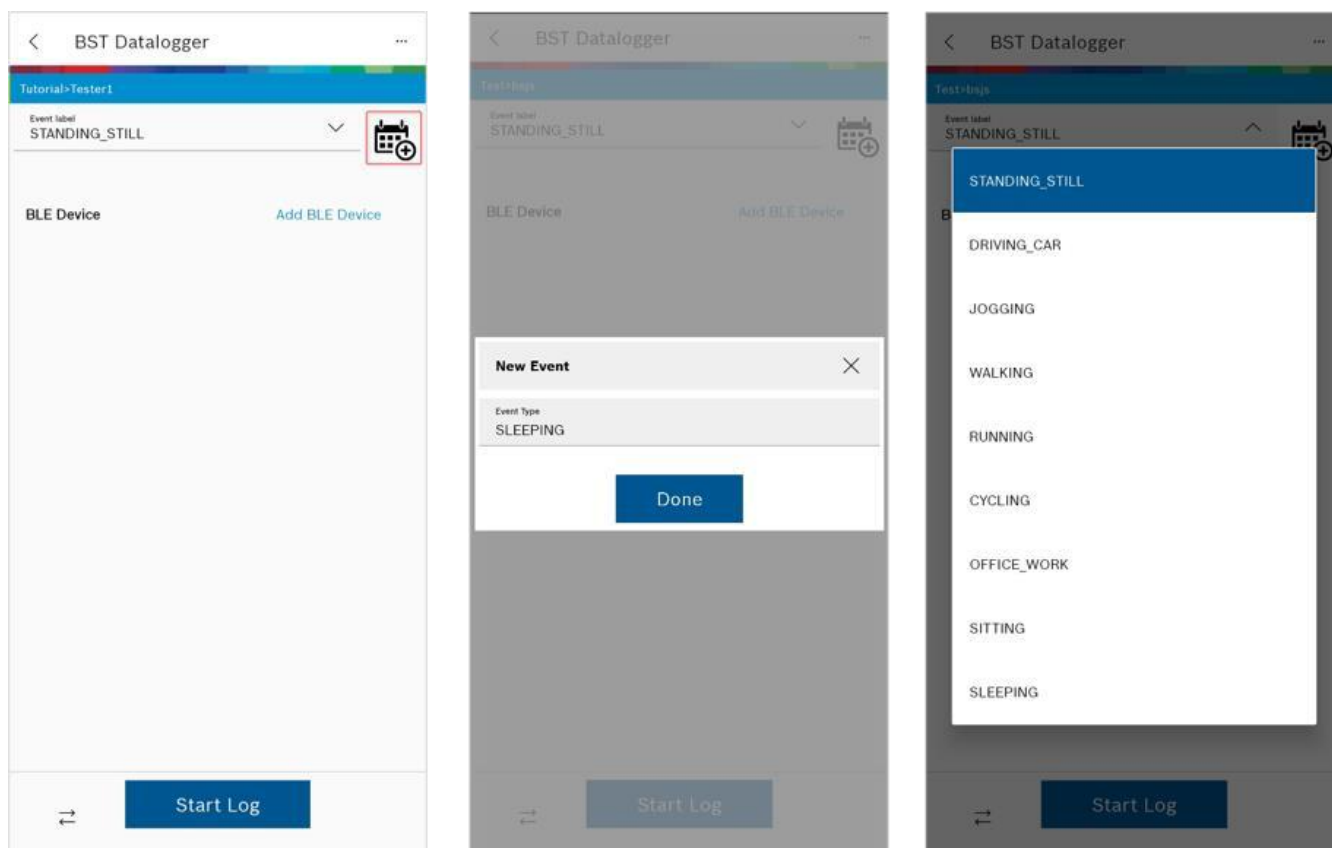 BST Datalogger
Tutorial>Tester1
Event label
STANDING_STILL
BLE Device Add BLE Device
Start Log
BST Datalogger
Test>bsjs
Event label
STANDING_STILL
BLE Device Add BLE Device
New Event
Event Type
SLEEPING
Done
Start Log
BST Datalogger
Test>bsjs
Event label
STANDING_STILL
B
STANDING_STILL
DRIVING_CAR
JOGGING
WALKING
RUNNING
CYCLING
OFFICE_WORK
SITTING
SLEEPING
Start Log